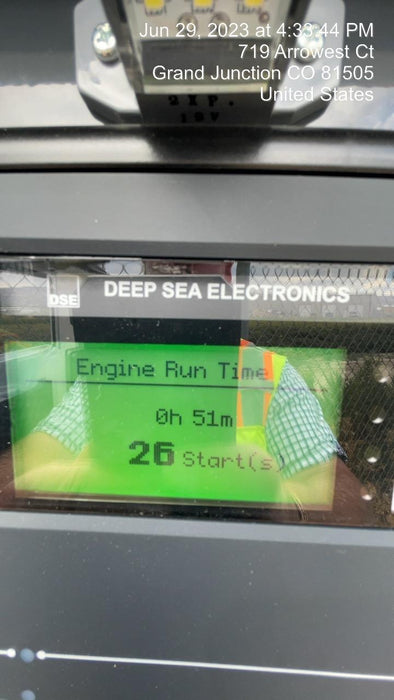 Jun 29, 2023 at 4:33:44 PM
719 Arrowest Ct
Grand Junction CO 81505
United States
DSE
DEEP SEA ELECTRONICS
Engine Run Time
0h 51m
26 Start(s)